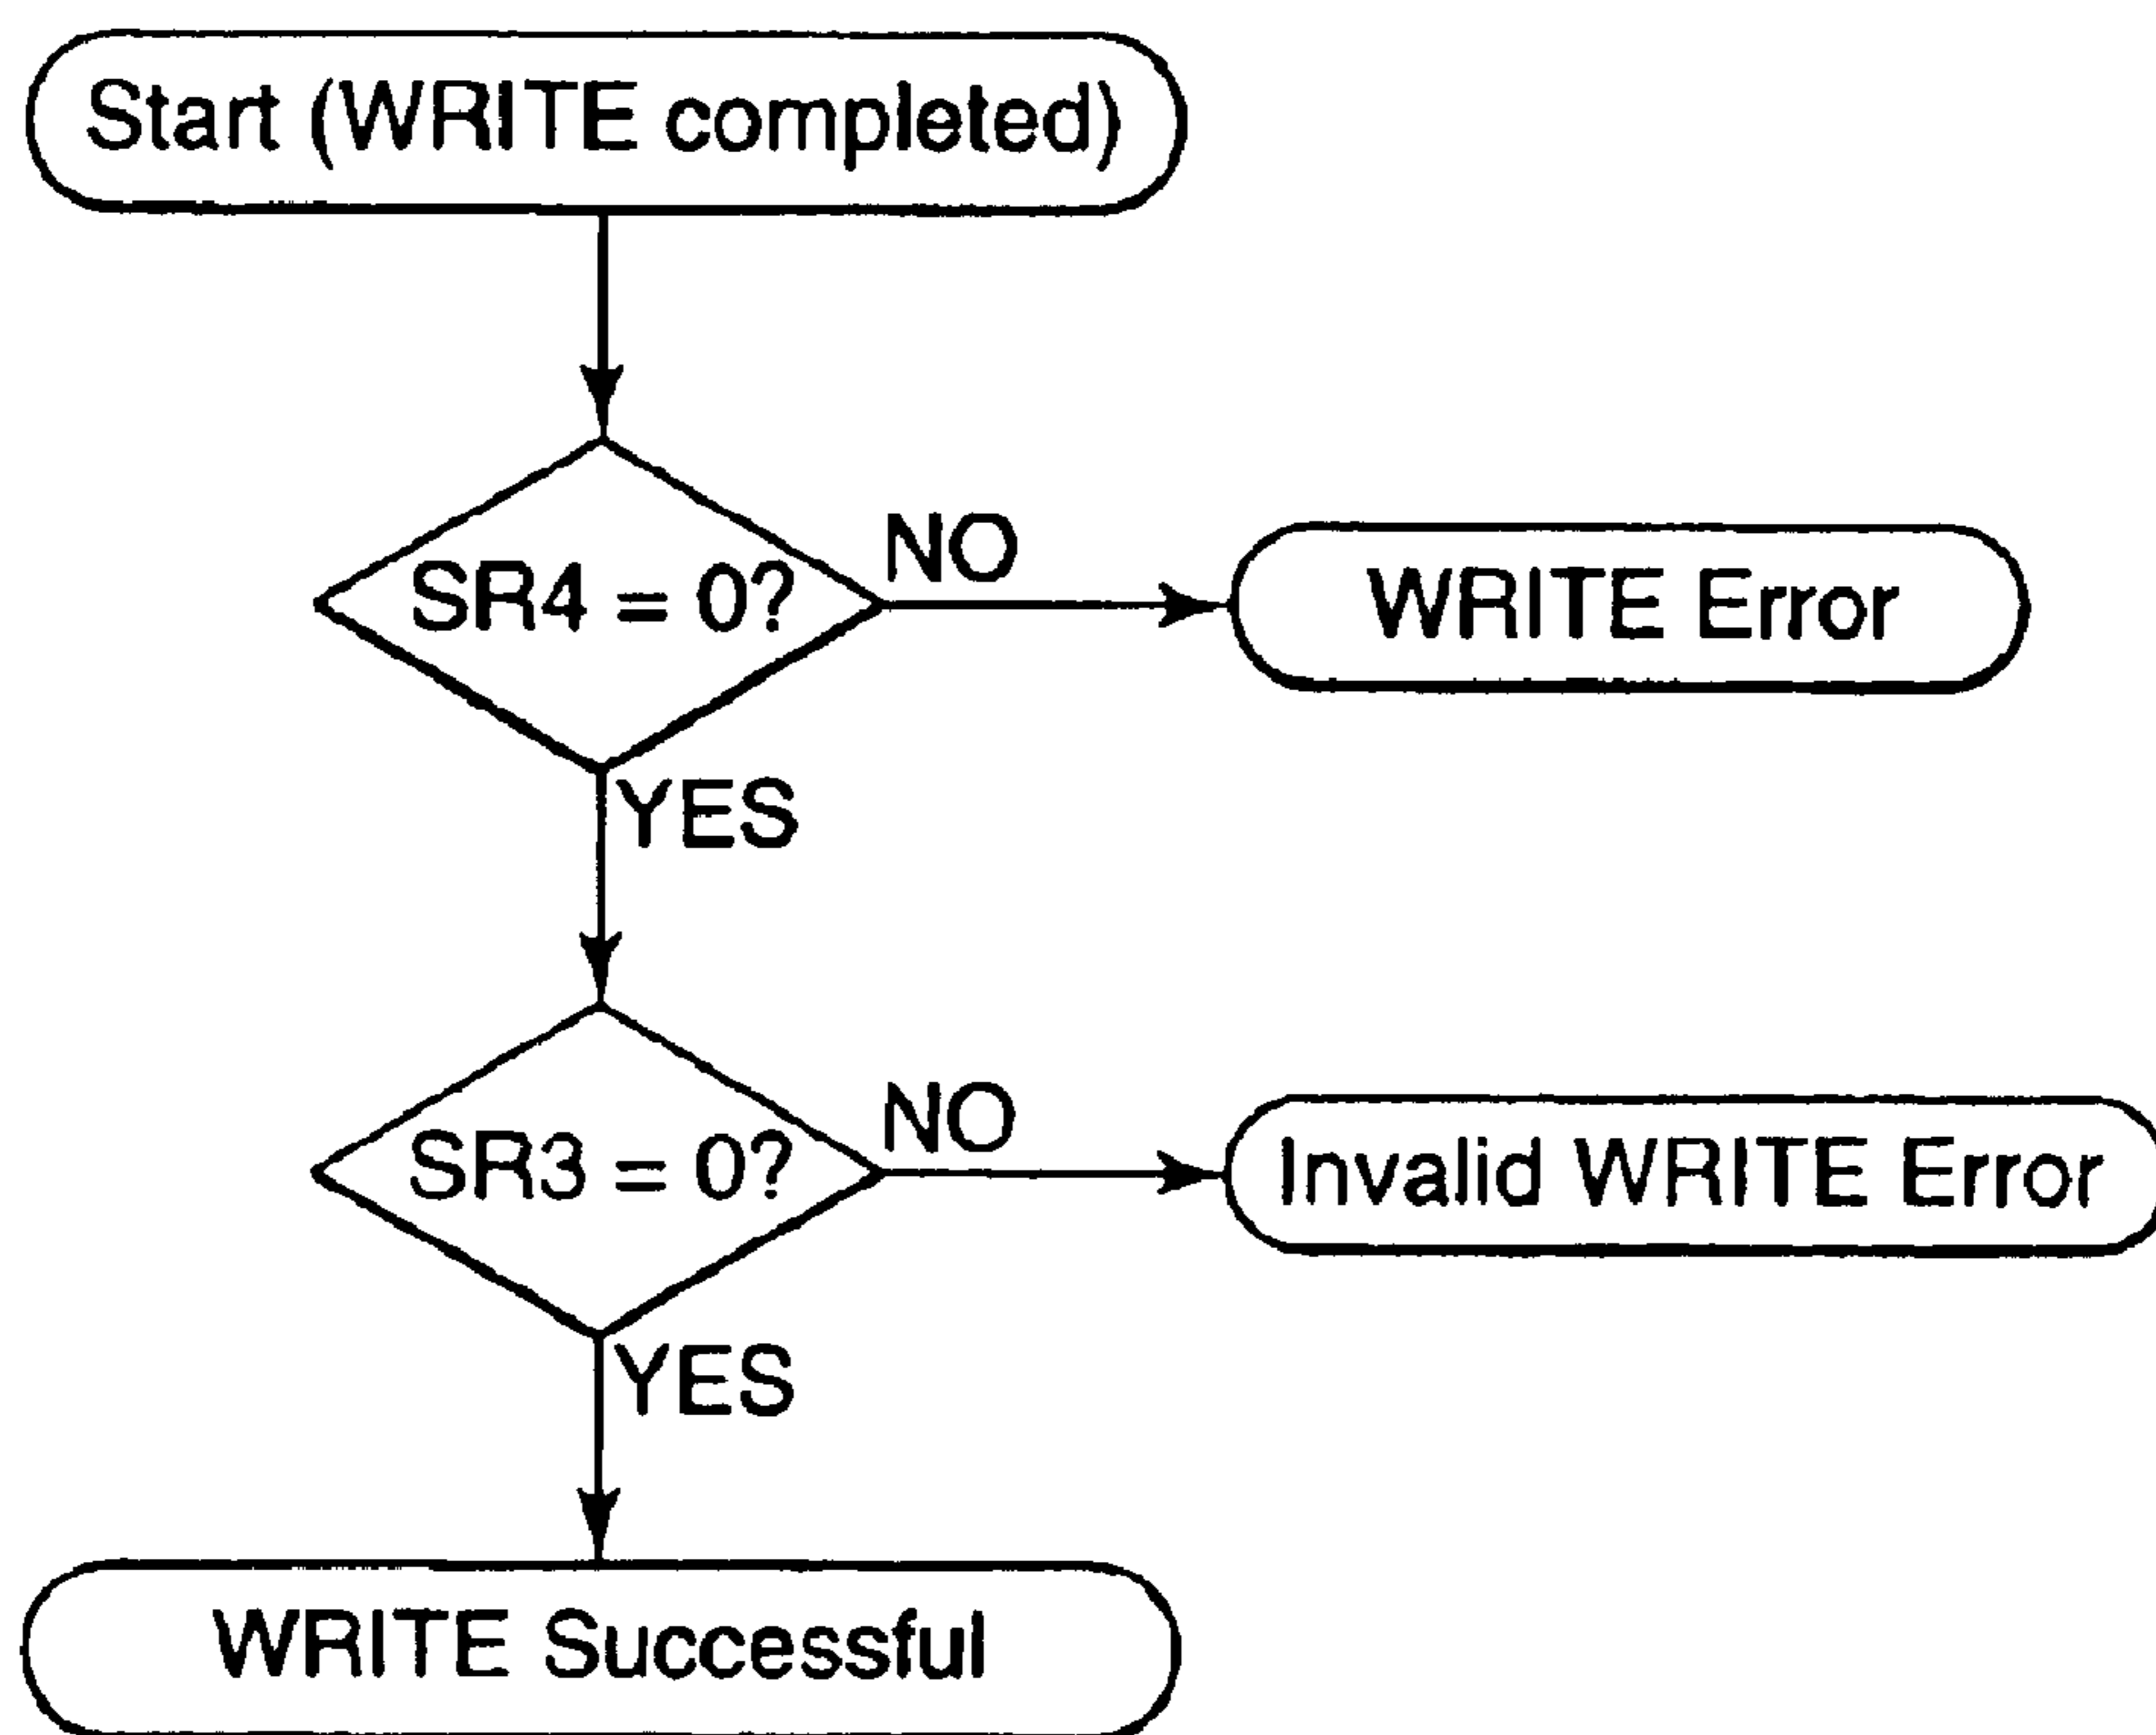 Start (WRITE completed)
SR4 = 0?
NO
WRITE Error
YES
SR3 = 0?
NO
Invalid WRITE Error
YES
WRITE Successful